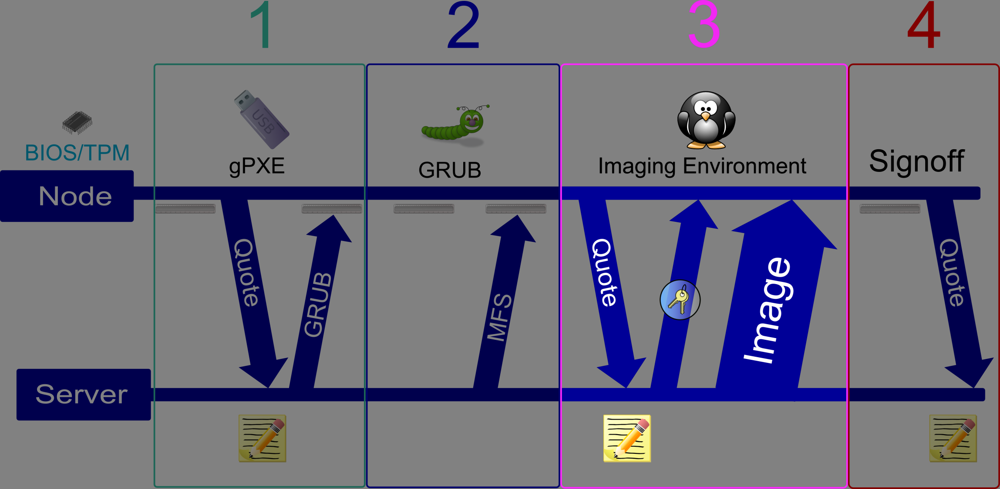 1
2
3
4
USB
BIOS/TPM
gPXE
GRUB
Imaging Environment
Signoff
Node
Quote
GRUB
MFS
Quote
Image
Quote
Server